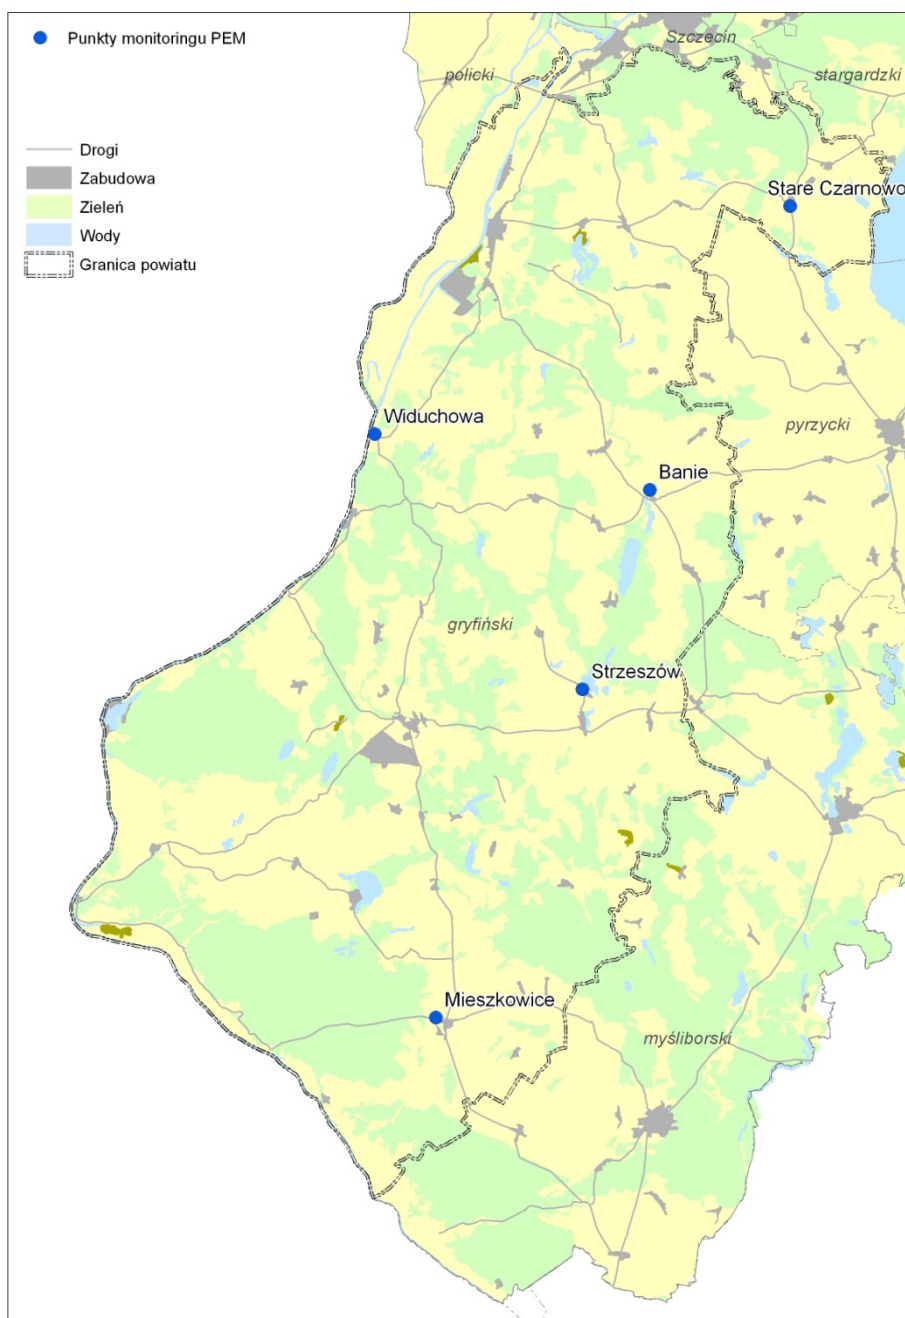 Punkty monitoringu PEM
Drogi
Zabudowa
Zieleń
Wody
Granica powiatu
Szczecin
policki
stargardzki
Stare Czarnowo
Widuchowa
pyrzycki
Banie
gryfiński
Strzeszów
Mieszkowice
myśliborski